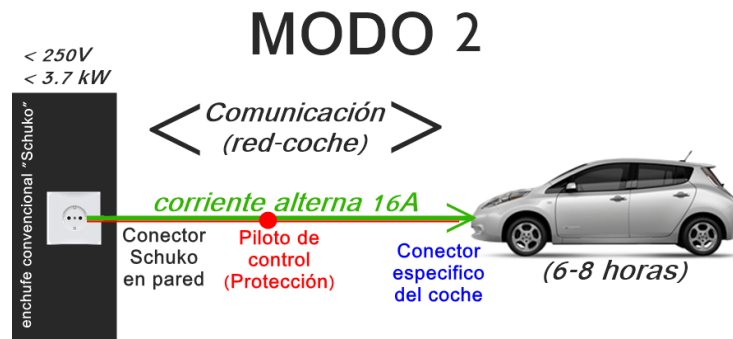 MODO 2
< 250V
< 3.7 kW
enchufe convencional "Schuko"
Comunicación
(red-coche)
corriente alterna 16A
Conector
Schuko
en pared
Piloto de
control
(Protección)
Conector
especifico
del coche
(6-8 horas)